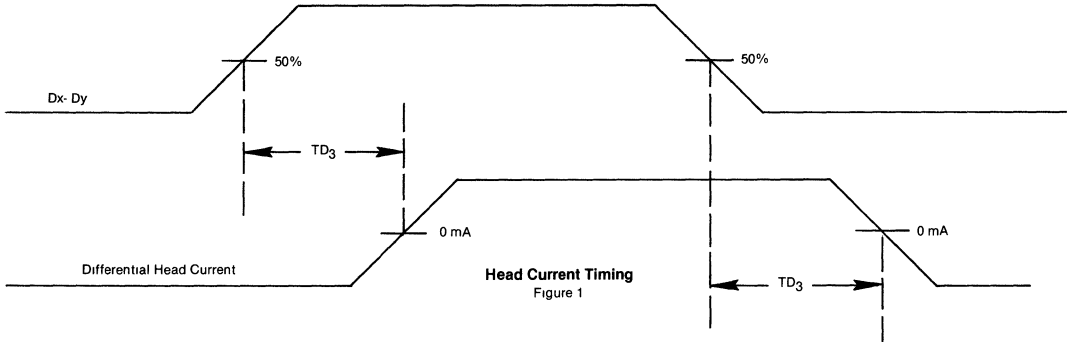 50%
50%
Dx- Dy
TD3
0 mA
0 mA
Differential Head Current
Head Current Timing
Figure 1
TD3